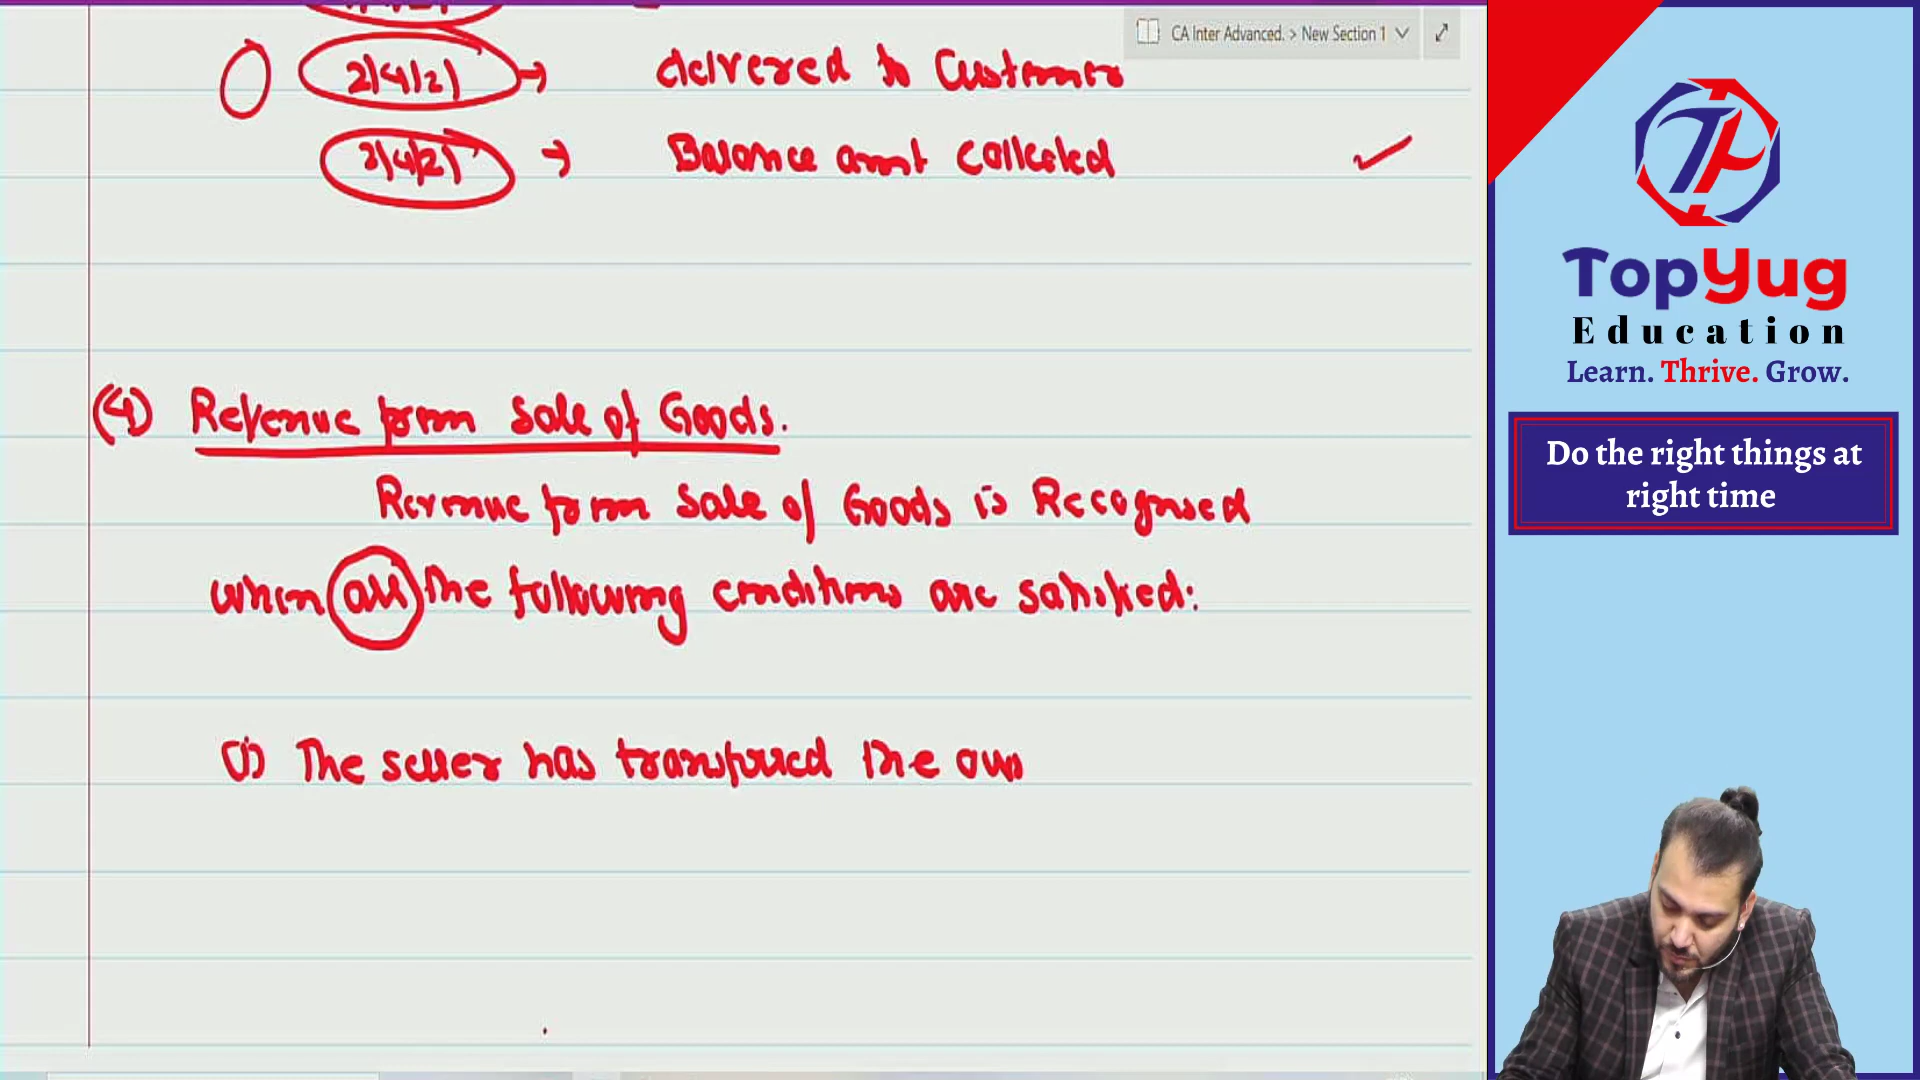 CA Inter Advanced. > New Section 1
2/4/21 → delivered to Customer
2/4/21 → Balance amt collected ✓
(4) Revenue from Sale of Goods.
Revenue from Sale of Goods is Recognised
when all the following conditions are satisfied:
(i) The seller has transferred the own
TopYug
Education
Learn. Thrive. Grow.
Do the right things at
right time